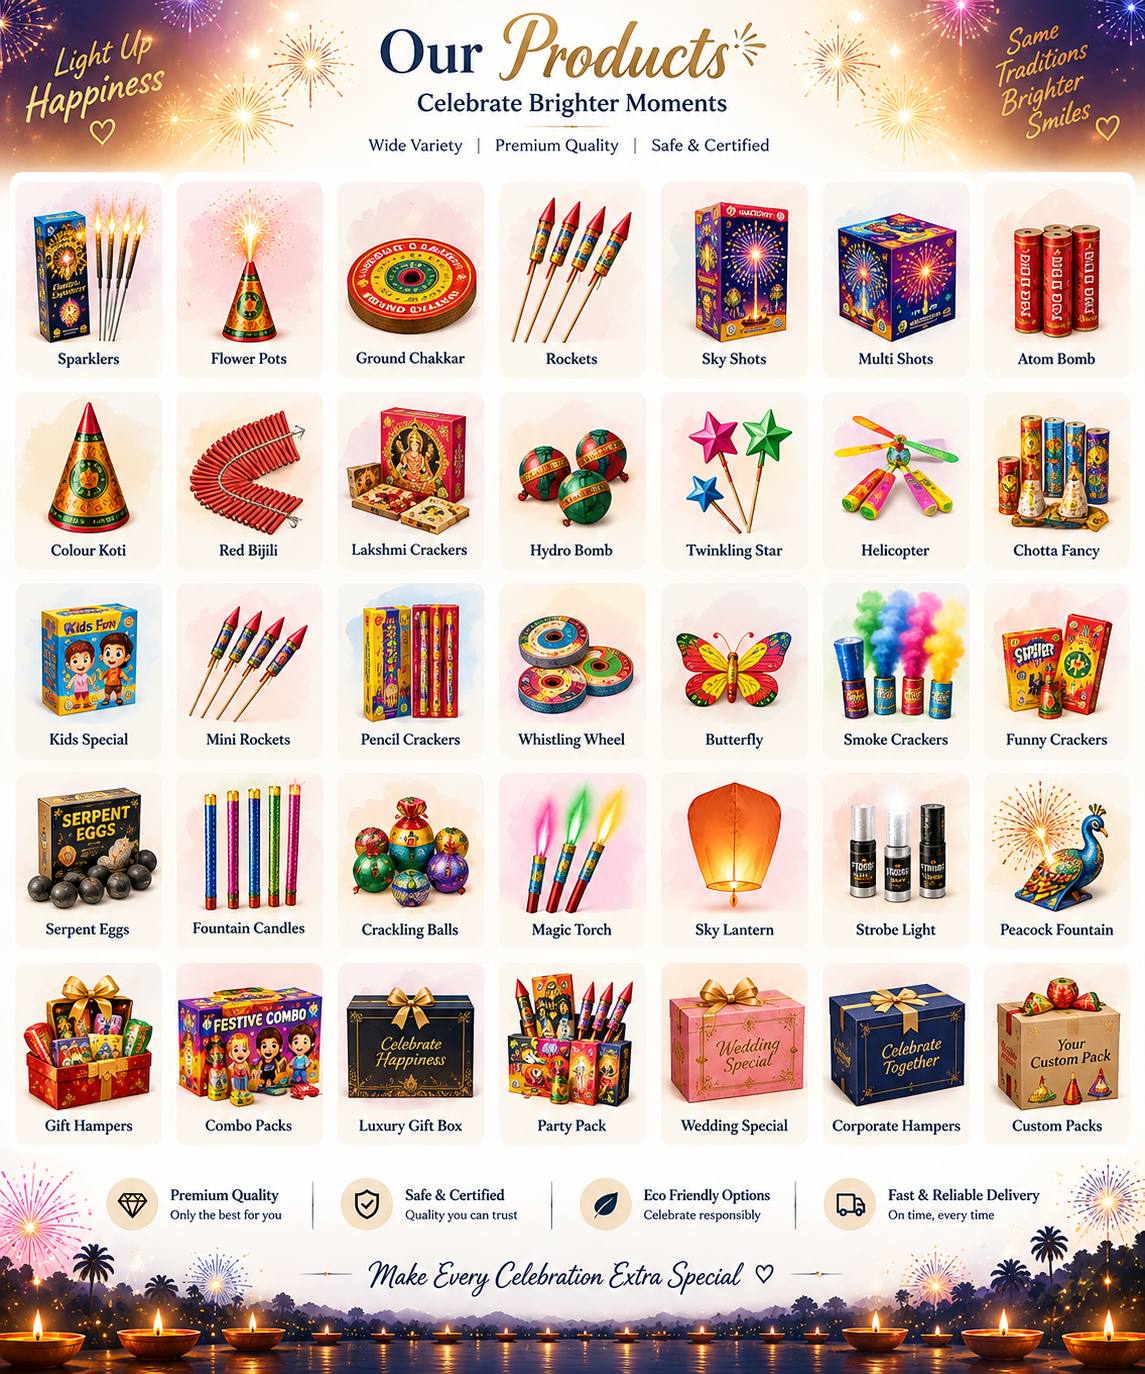 Light Up
Happiness
Our Products
Celebrate Brighter Moments
Wide Variety | Premium Quality | Safe & Certified
Same
Traditions
Brighter
Smiles
Sparklers
Flower Pots
Ground Chakkar
Rockets
Sky Shots
Multi Shots
Atom Bomb
Colour Koti
Red Bijili
Lakshmi Crackers
Hydro Bomb
Twinkling Star
Helicopter
Chotta Fancy
Kids Fun
Kids Special
Mini Rockets
Pencil Crackers
Whistling Wheel
Butterfly
Smoke Crackers
Funny Crackers
SERPENT
EGGS
Serpent Eggs
Fountain Candles
Crackling Balls
Magic Torch
Sky Lantern
Strobe Light
Peacock Fountain
Gift Hampers
FESTIVE COMBO
Combo Packs
Celebrate
Happiness
Luxury Gift Box
Party Pack
Wedding
Special
Wedding Special
Celebrate
Together
Corporate Hampers
Your
Custom Pack
Custom Packs
Premium Quality
Only the best for you
Safe & Certified
Quality you can trust
Eco Friendly Options
Celebrate responsibly
Fast & Reliable Delivery
On time, every time
Make Every Celebration Extra Special